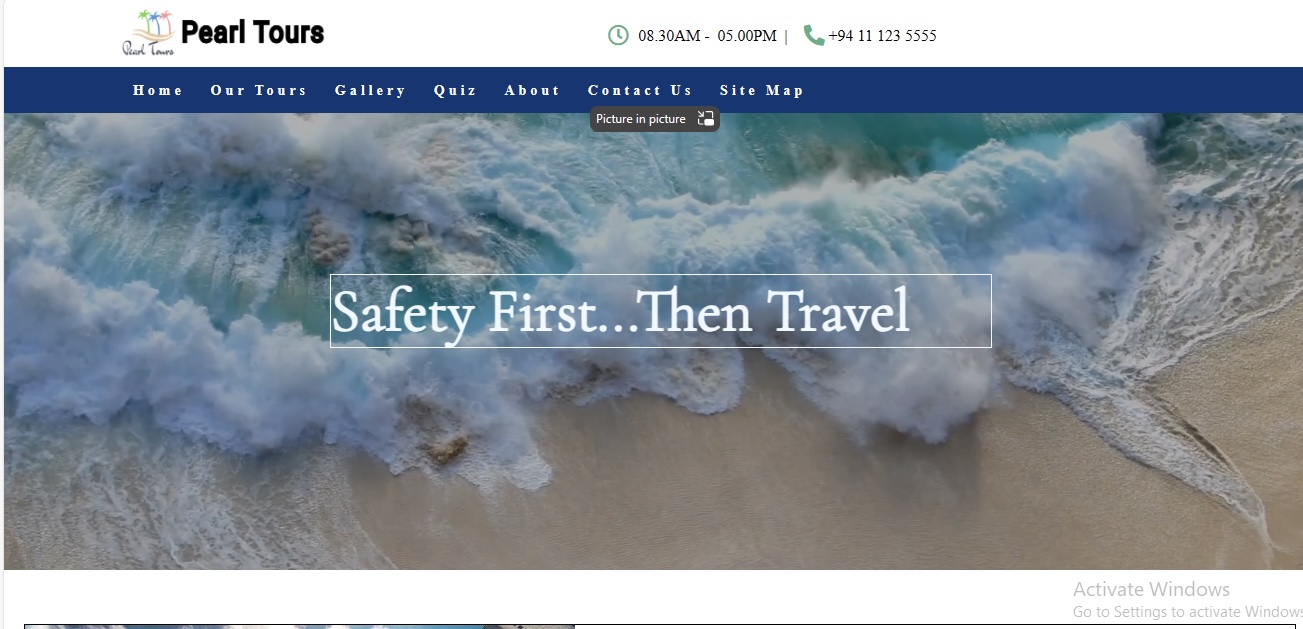 Pearl Tours
Pearl Tours
08.30AM - 05.00PM | +94 11 123 5555
Home Our Tours Gallery Quiz About Contact Us Site Map
Picture in picture
Safety First...Then Travel
Activate Windows
Go to Settings to activate Windows